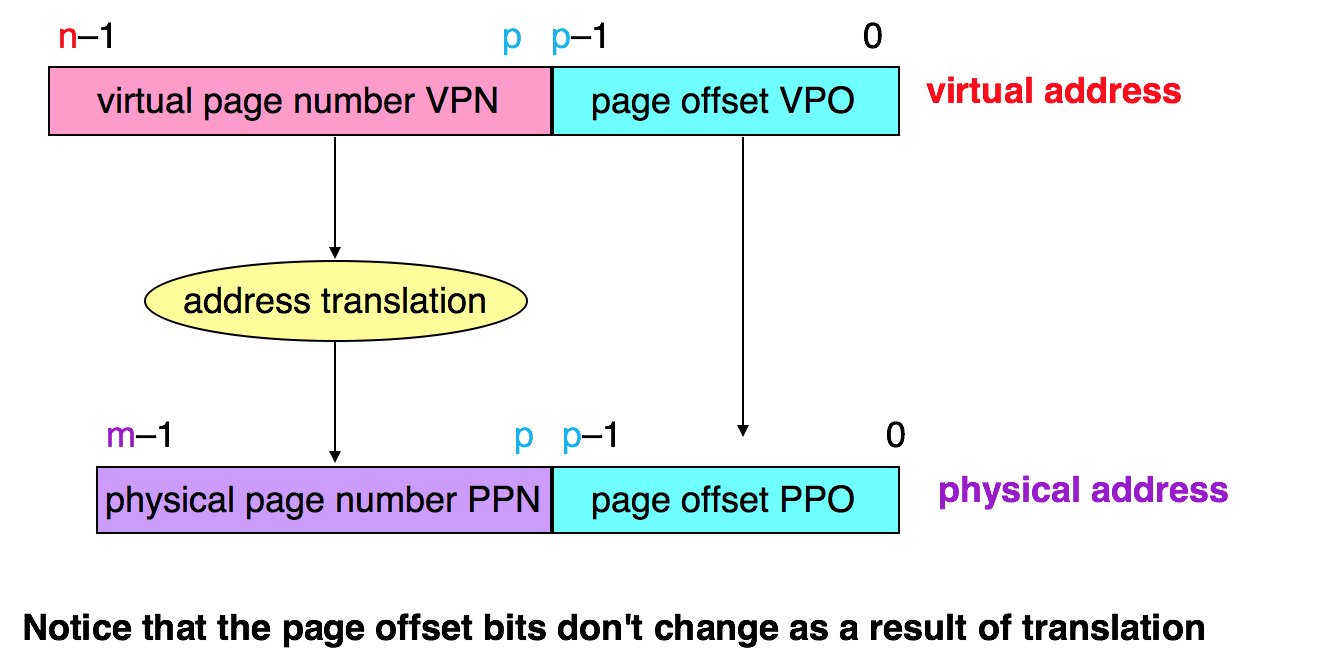 n–1 p p–1 0
virtual page number VPN page offset VPO virtual address
address translation
m–1 p p–1 0
physical page number PPN page offset PPO physical address
Notice that the page offset bits don't change as a result of translation